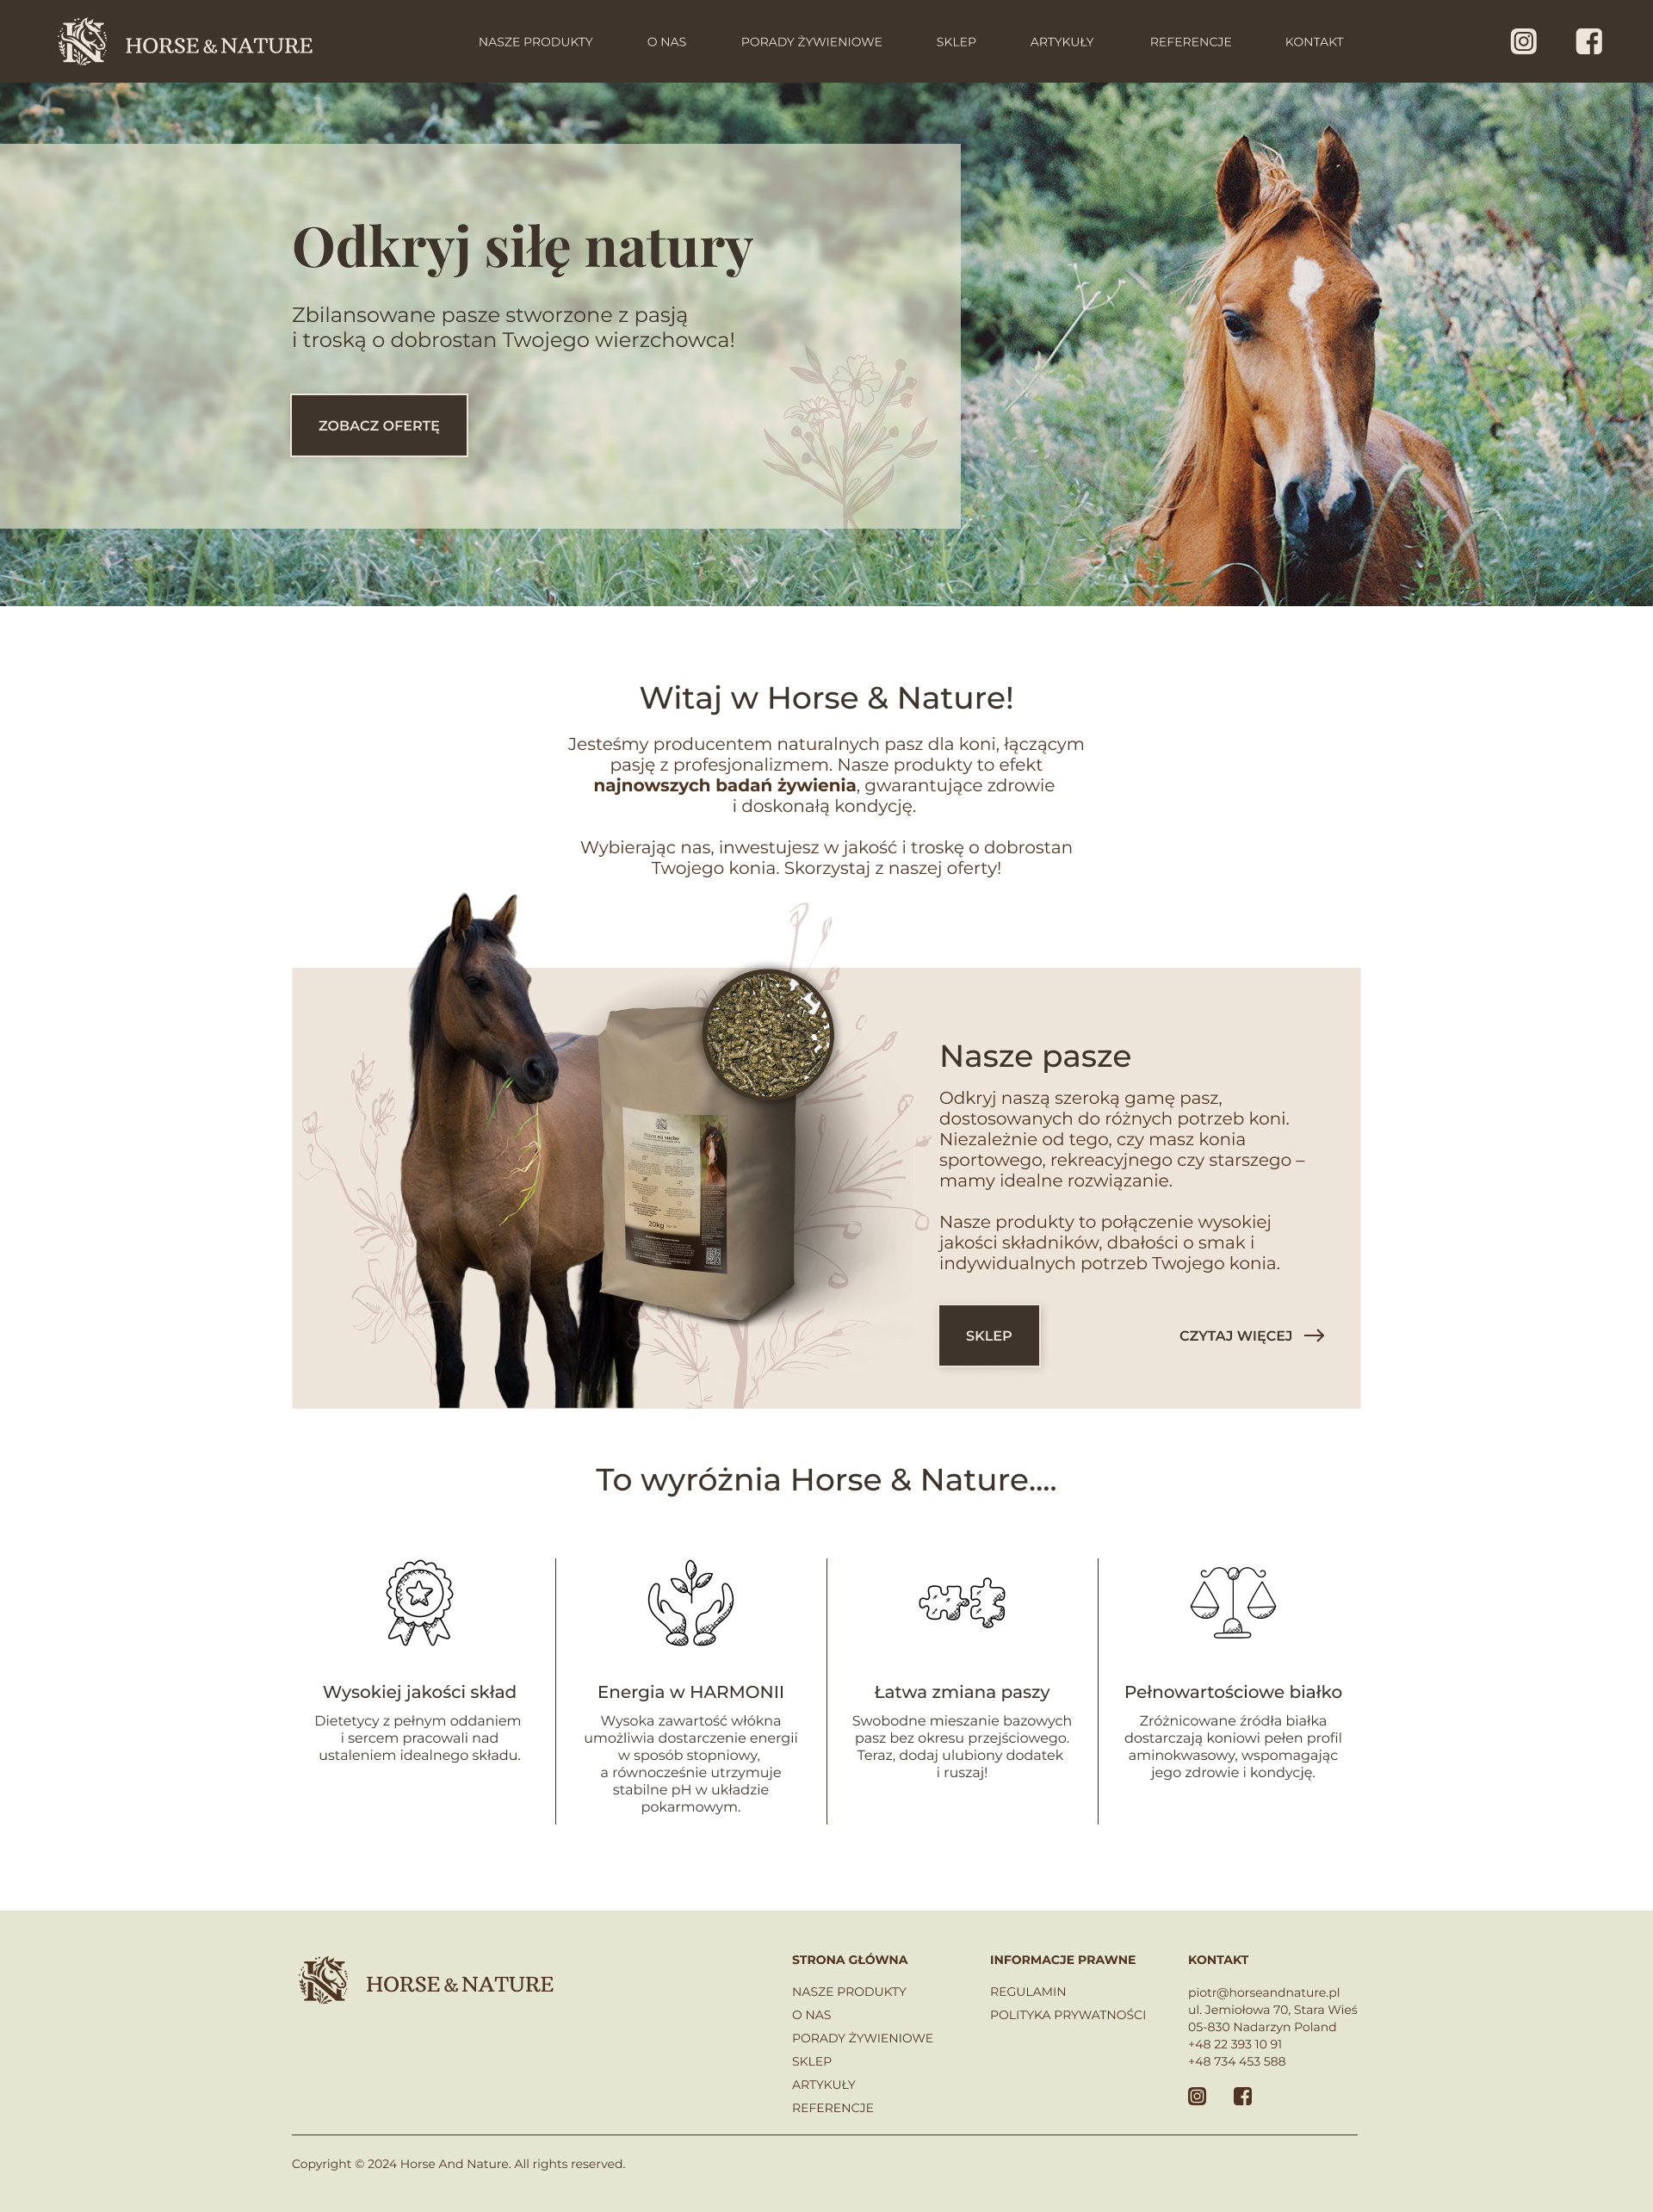 HORSE & NATURE
NASZE PRODUKTY
O NAS
PORADY ŻYWIENIOWE
SKLEP
ARTYKUŁY
REFERENCJE
KONTAKT
Odkryj siłę natury
Zbilansowane pasze stworzone z pasją
i troską o dobrostan Twojego wierzchowca!
ZOBACZ OFERTĘ
Witaj w Horse & Nature!
Jesteśmy producentem naturalnych pasz dla koni, łączącym
pasję z profesjonalizmem. Nasze produkty to efekt
najnowszych badań żywienia, gwarantujące zdrowie
i doskonałą kondycję.
Wybierając nas, inwestujesz w jakość i troskę o dobrostan
Twojego konia. Skorzystaj z naszej oferty!
20kg
Nasze pasze
Odkryj naszą szeroką gamę pasz,
dostosowanych do różnych potrzeb koni.
Niezależnie od tego, czy masz konia
sportowego, rekreacyjnego czy starszego –
mamy idealne rozwiązanie.
Nasze produkty to połączenie wysokiej
jakości składników, dbałości o smak i
indywidualnych potrzeb Twojego konia.
SKLEP
CZYTAJ WIĘCEJ
To wyróżnia Horse & Nature....
Wysokiej jakości skład
Dietetycy z pełnym oddaniem
i sercem pracowali nad
ustaleniem idealnego składu.
Energia w HARMONII
Wysoka zawartość włókna
umożliwia dostarczenie energii
w sposób stopniowy,
a równocześnie utrzymuje
stabilne pH w układzie
pokarmowym.
Łatwa zmiana paszy
Swobodne mieszanie bazowych
pasz bez okresu przejściowego.
Teraz, dodaj ulubiony dodatek
i ruszaj!
Pełnowartościowe białko
Zróżnicowane źródła białka
dostarczają koniowi pełen profil
aminokwasowy, wspomagając
jego zdrowie i kondycję.
HORSE & NATURE
STRONA GŁÓWNA
NASZE PRODUKTY
O NAS
PORADY ŻYWIENIOWE
SKLEP
ARTYKUŁY
REFERENCJE
INFORMACJE PRAWNE
REGULAMIN
POLITYKA PRYWATNOŚCI
KONTAKT
piotr@horseandnature.pl
ul. Jemiołowa 70, Stara Wieś
05-830 Nadarzyn Poland
+48 22 393 10 91
+48 734 453 588
Copyright © 2024 Horse And Nature. All rights reserved.